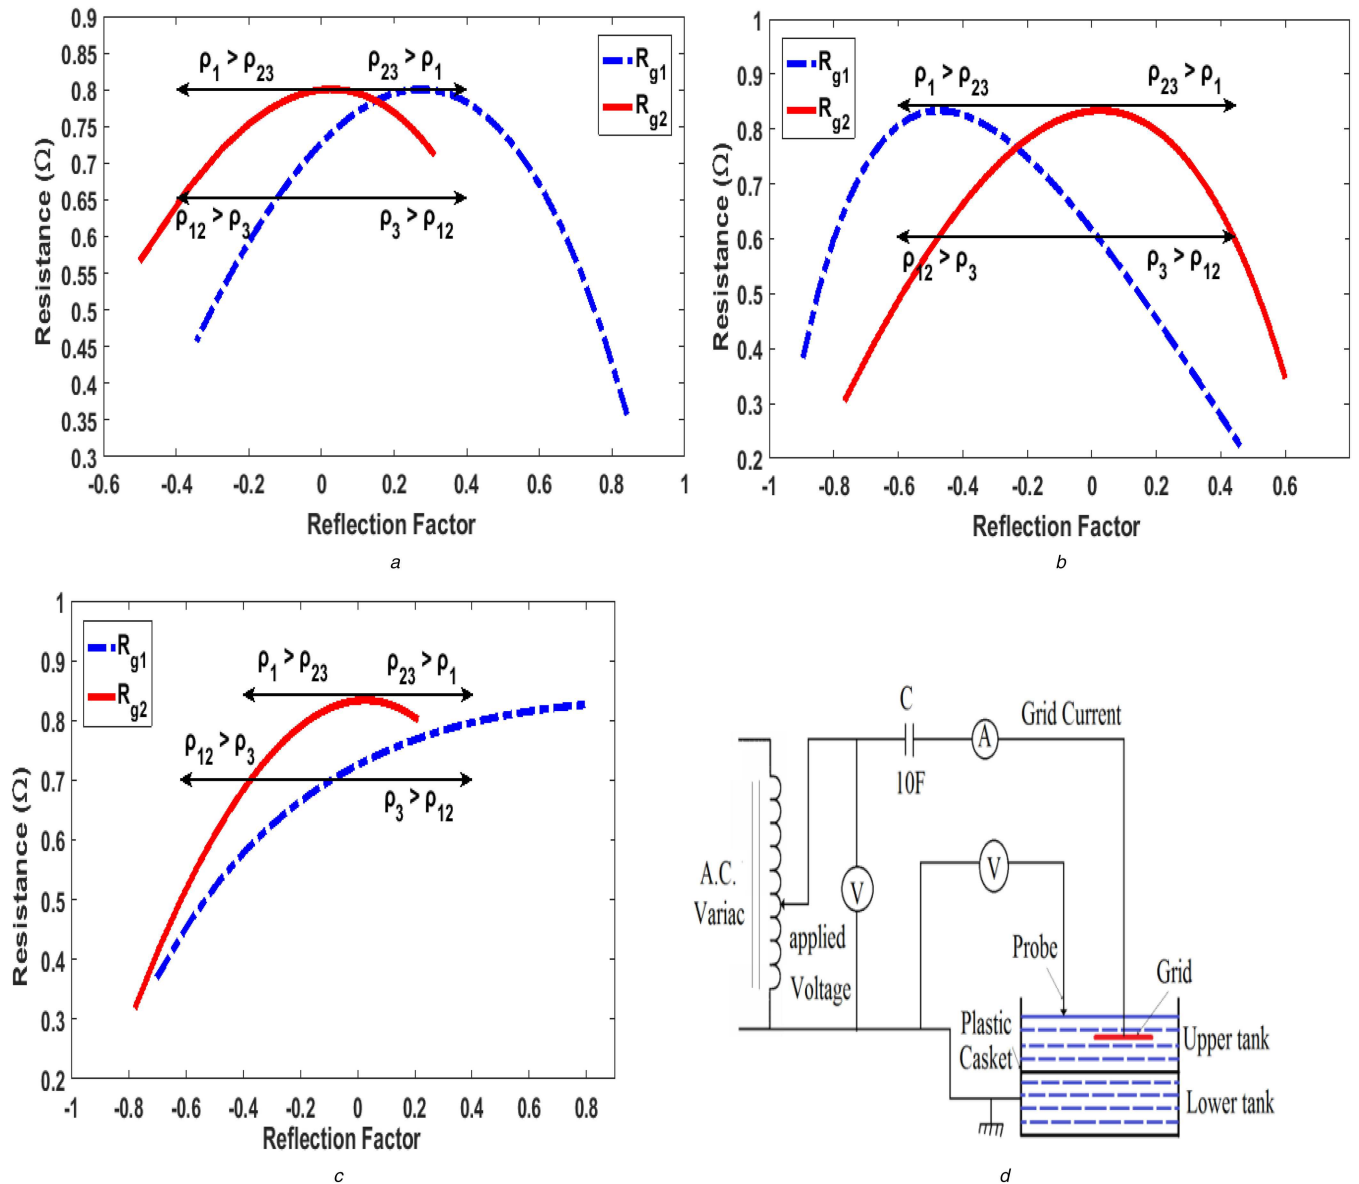 0.9
0.85
0.8
0.75
0.7
0.65
0.6
0.55
0.5
0.45
0.4
0.35
0.3
-0.6 -0.4 -0.2 0 0.2 0.4 0.6 0.8 1
Resistance (Ω)
Reflection Factor
ρ1 > ρ23 ρ23 > ρ1
ρ12 > ρ3 ρ3 > ρ12
Rg1
Rg2
a
1
0.9
0.8
0.7
0.6
0.5
0.4
0.3
0.2
-1 -0.8 -0.6 -0.4 -0.2 0 0.2 0.4 0.6
Resistance (Ω)
Reflection Factor
Rg1
Rg2
ρ1 > ρ23 ρ23 > ρ1
ρ12 > ρ3 ρ3 > ρ12
b
1
0.9
0.8
0.7
0.6
0.5
0.4
0.3
0.2
-1 -0.8 -0.6 -0.4 -0.2 0 0.2 0.4 0.6 0.8
Resistance (Ω)
Reflection Factor
Rg1
Rg2
ρ1 > ρ23 ρ23 > ρ1
ρ12 > ρ3
ρ3 > ρ12
c
C
10F
A
Grid Current
A.C.
Variac
V
applied
Voltage
V
Probe
Grid
Plastic
Casket
Upper tank
Lower tank
d